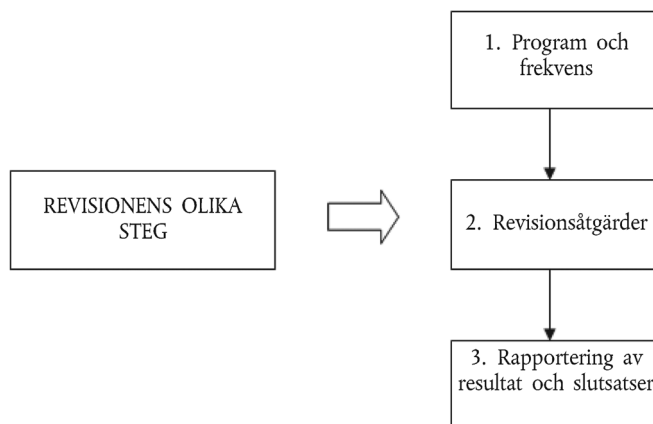 REVISIONENS OLIKA
STEG
1. Program och
frekvens
2. Revisionsåtgärder
3. Rapportering av
resultat och slutsatser